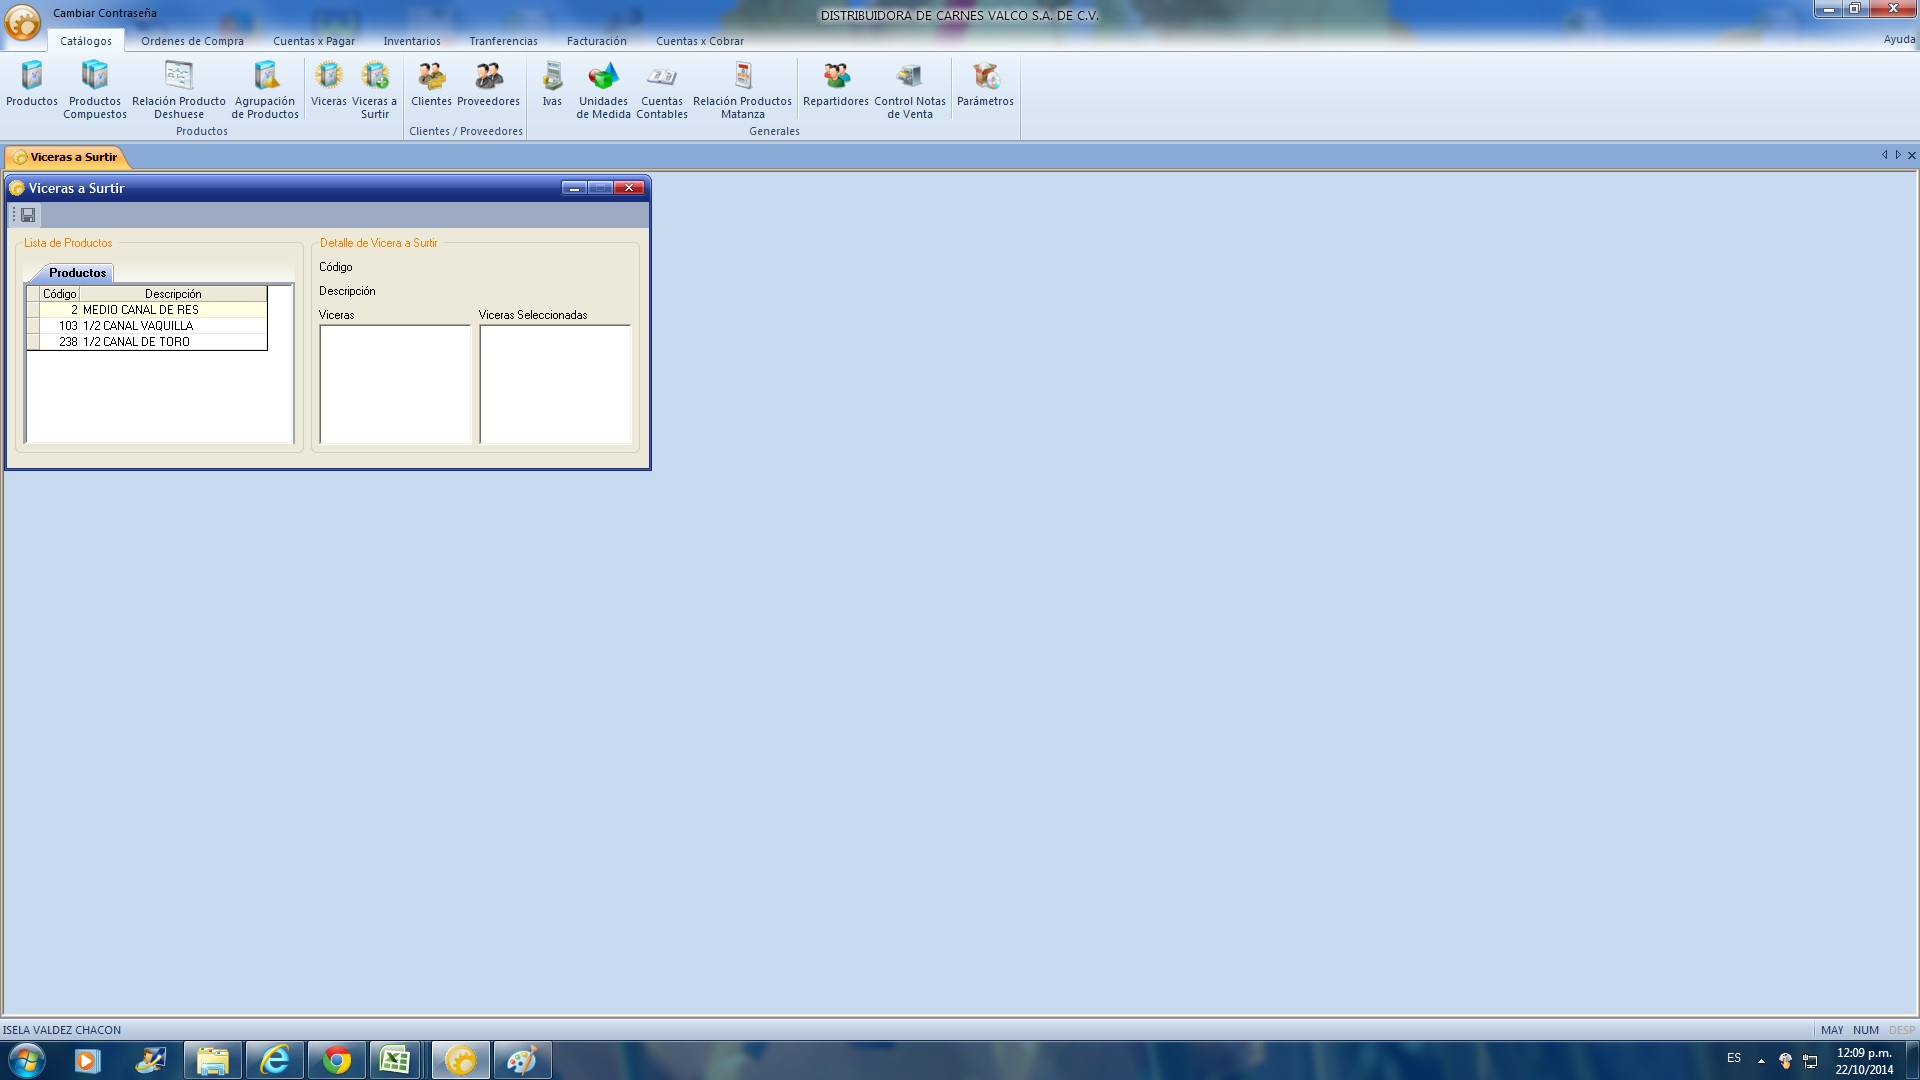 Cambiar Contraseña
DISTRIBUIDORA DE CARNES VALCO S.A. DE C.V.
Catálogos Ordenes de Compra Cuentas x Pagar Inventarios Tranferencias Facturación Cuentas x Cobrar Ayuda
Productos Productos Compuestos Relación Producto Deshuese Agrupación de Productos Viceras Viceras a Surtir Clientes Proveedores Ivas Unidades de Medida Cuentas Contables Relación Productos Matanza Repartidores Control Notas de Venta Parámetros
Productos Clientes / Proveedores Generales
Viceras a Surtir
Viceras a Surtir
Lista de Productos
Productos
Código Descripción
2 MEDIO CANAL DE RES
103 1/2 CANAL VAQUILLA
238 1/2 CANAL DE TORO
Detalle de Vicera a Surtir
Código
Descripción
Viceras Viceras Seleccionadas
ISELA VALDEZ CHACON MAY NUM DESP
ES 12:09 p.m.
22/10/2014